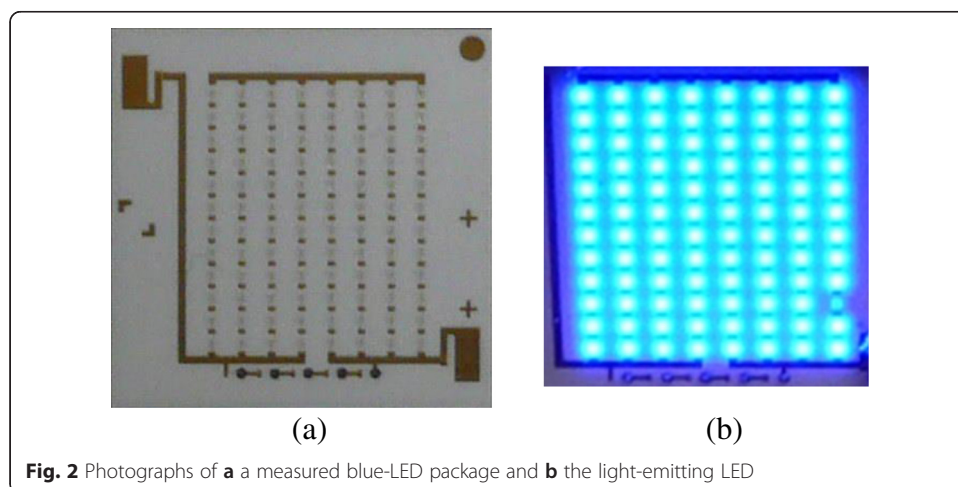 (a)
(b)
Fig. 2 Photographs of a a measured blue-LED package and b the light-emitting LED